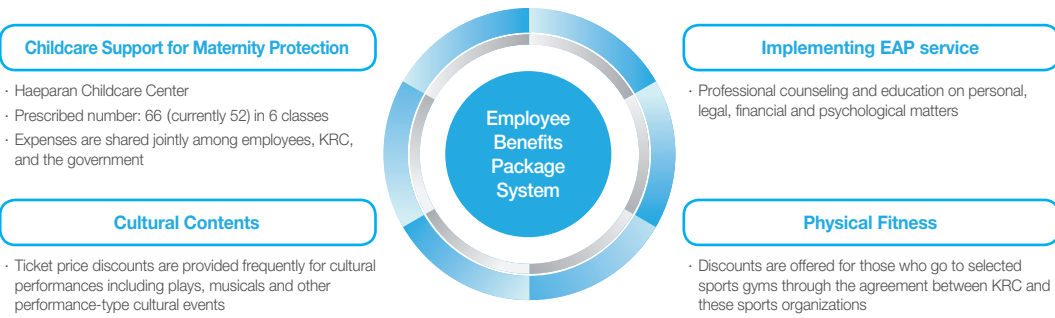 Childcare Support for Maternity Protection
· Haeparan Childcare Center
· Prescribed number: 66 (currently 52) in 6 classes
· Expenses are shared jointly among employees, KRC,
and the government
Cultural Contents
· Ticket price discounts are provided frequently for cultural
performances including plays, musicals and other
performance-type cultural events
Employee
Benefits
Package
System
Implementing EAP service
· Professional counseling and education on personal,
legal, financial and psychological matters
Physical Fitness
· Discounts are offered for those who go to selected
sports gyms through the agreement between KRC and
these sports organizations